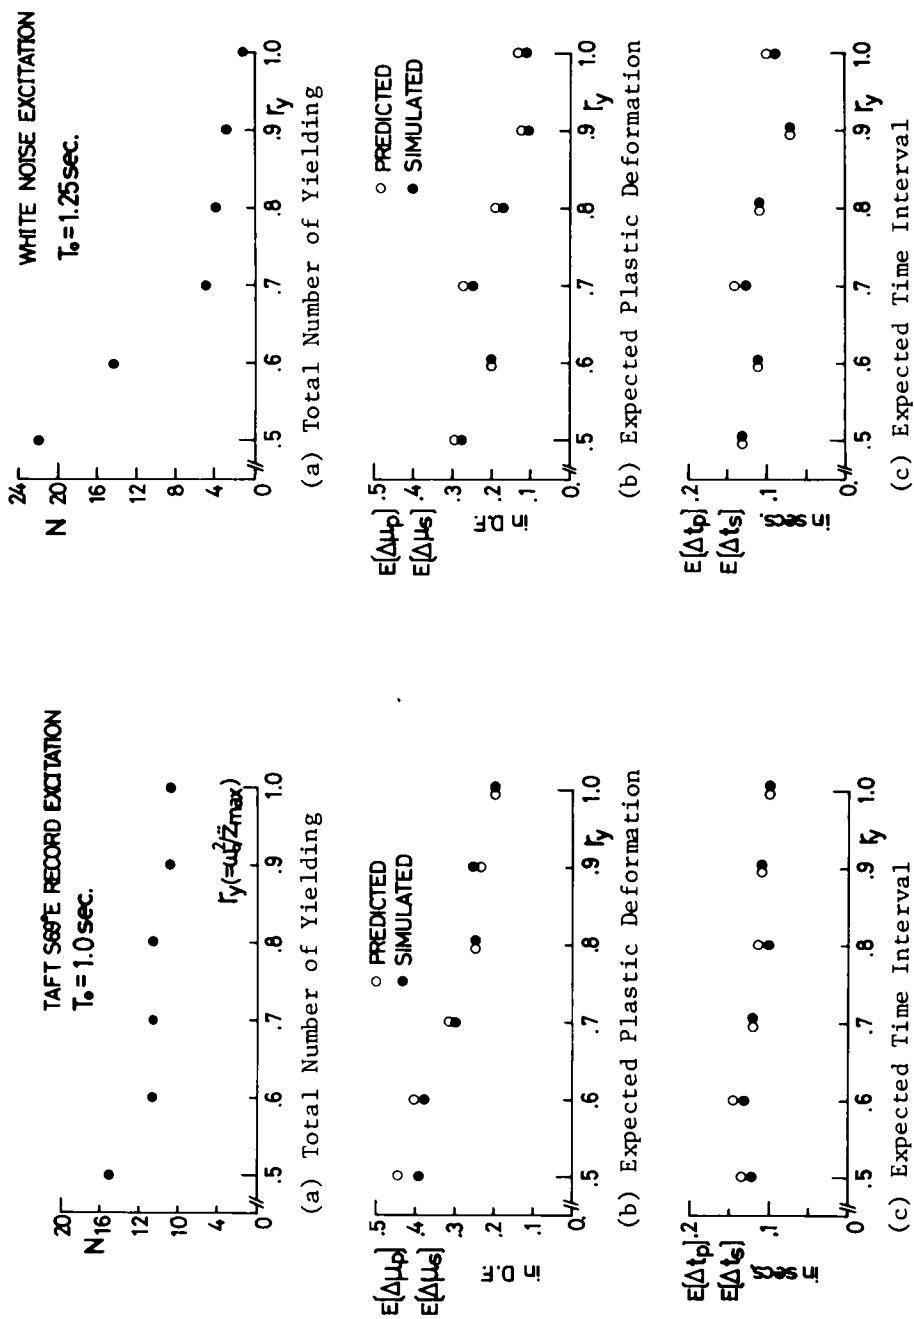 TAFT S69°E RECORD EXCITATION
T₀ = 1.0 sec.
N
20
16
10
4
0
.5 .6 .7 .8 .9 1.0
r_y(=ω²/Z̈max)
(a) Total Number of Yielding
E[Δμp]
E[Δμs]
in D.F.
.5
.3
.2
.1
0.
○ PREDICTED
● SIMULATED
.5 .6 .7 .8 .9 r_y 1.0
(b) Expected Plastic Deformation
E[Δtp]
E[Δts]
in secs
.2
.1
0
.5 .6 .7 .8 .9 r_y 1.0
(c) Expected Time Interval
WHITE NOISE EXCITATION
T₀ = 1.25 sec.
N
24
20
16
12
8
4
0
.5 .6 .7 .8 .9 r_y 1.0
(a) Total Number of Yielding
E[Δμp]
E[Δμs]
in D.F.
.5
.4
.3
.2
.1
0.
○ PREDICTED
● SIMULATED
.5 .6 .7 .8 .9 r_y 1.0
(b) Expected Plastic Deformation
E[Δtp]
E[Δts]
in secs.
.2
.1
0.
.5 .6 .7 .8 .9 r_y 1.0
(c) Expected Time Interval